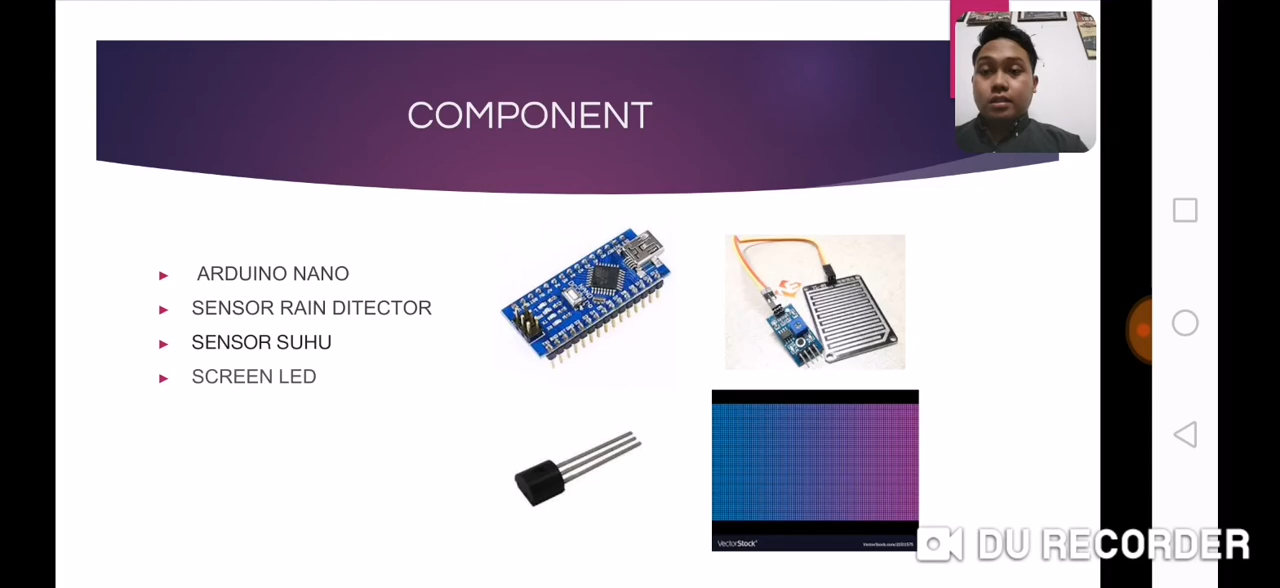 COMPONENT
ARDUINO NANO
SENSOR RAIN DITECTOR
SENSOR SUHU
SCREEN LED
VectorStock®
DU RECORDER